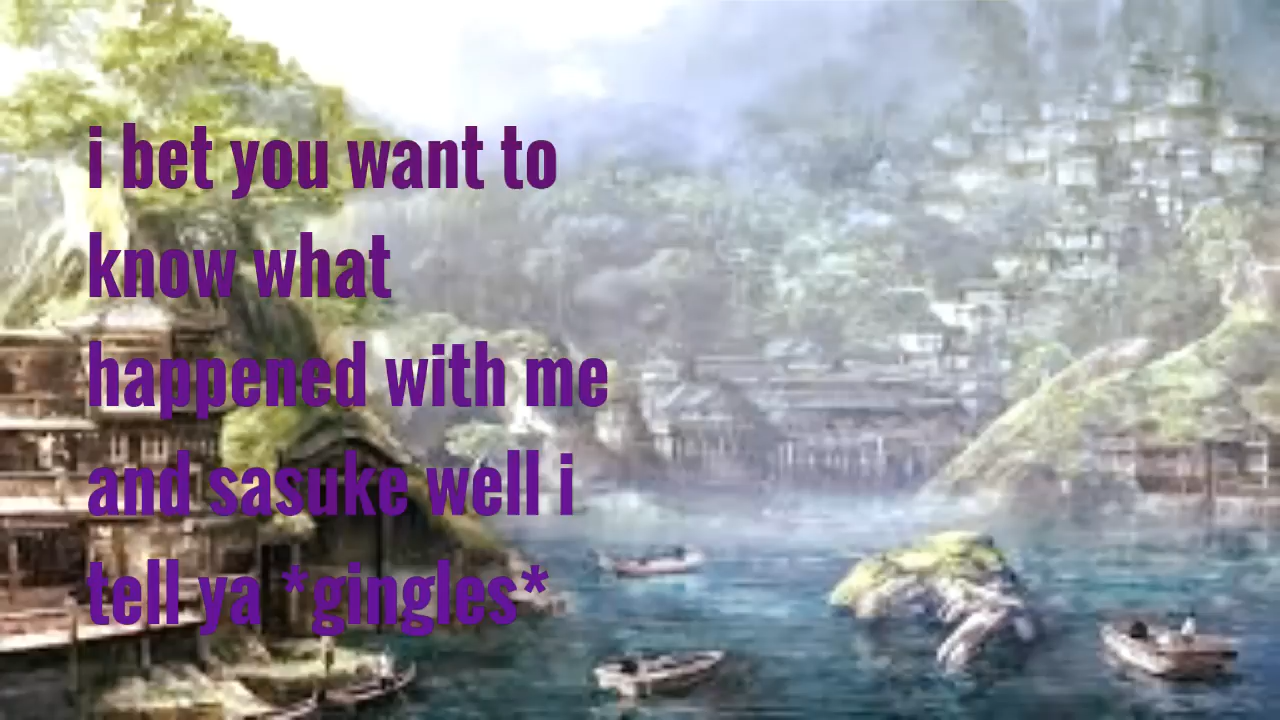 i bet you want to
know what
happened with me
and sasuke well i
tell ya *gingles*